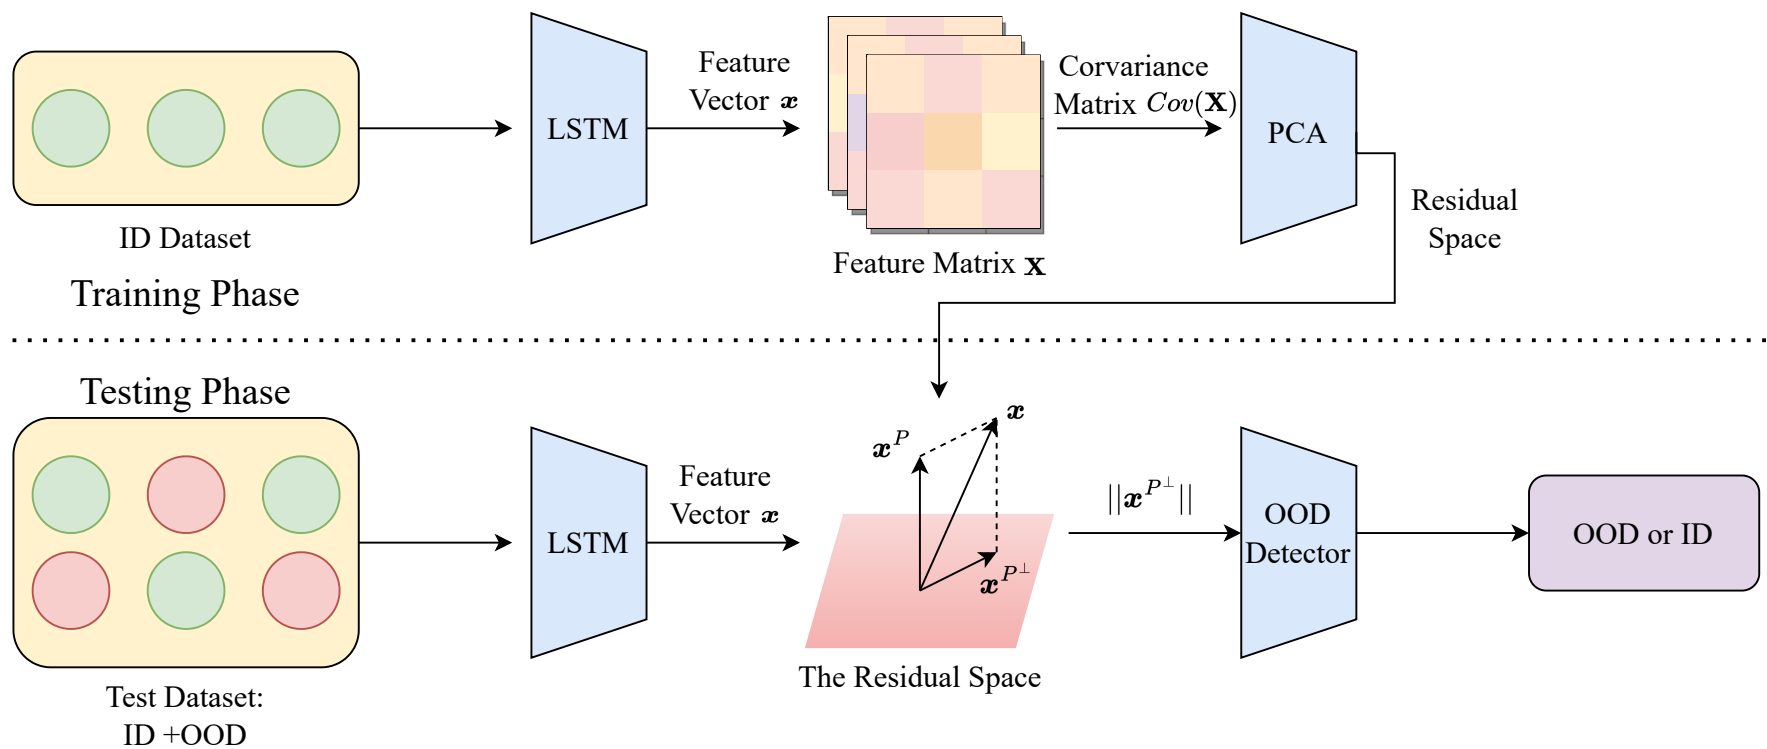 Feature
Vector x
LSTM
Corvariance
Matrix Cov(X)
PCA
ID Dataset
Feature Matrix X
Residual
Space
Training Phase
Testing Phase
Feature
Vector x
LSTM
x
x^P
x^{P^⊥}
The Residual Space
||x^{P^⊥}||
OOD
Detector
OOD or ID
Test Dataset:
ID +OOD